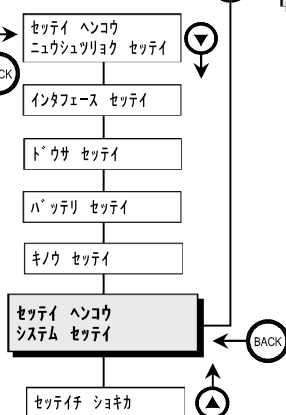 セッテイ ヘンコウ
ニュウシュツリョク セッテイ
CK
インタフェース セッテイ
ドウサ セッテイ
バッテリ セッテイ
キノウ セッテイ
セッテイ ヘンコウ
システム セッテイ
BACK
セッテイチ ショキカ